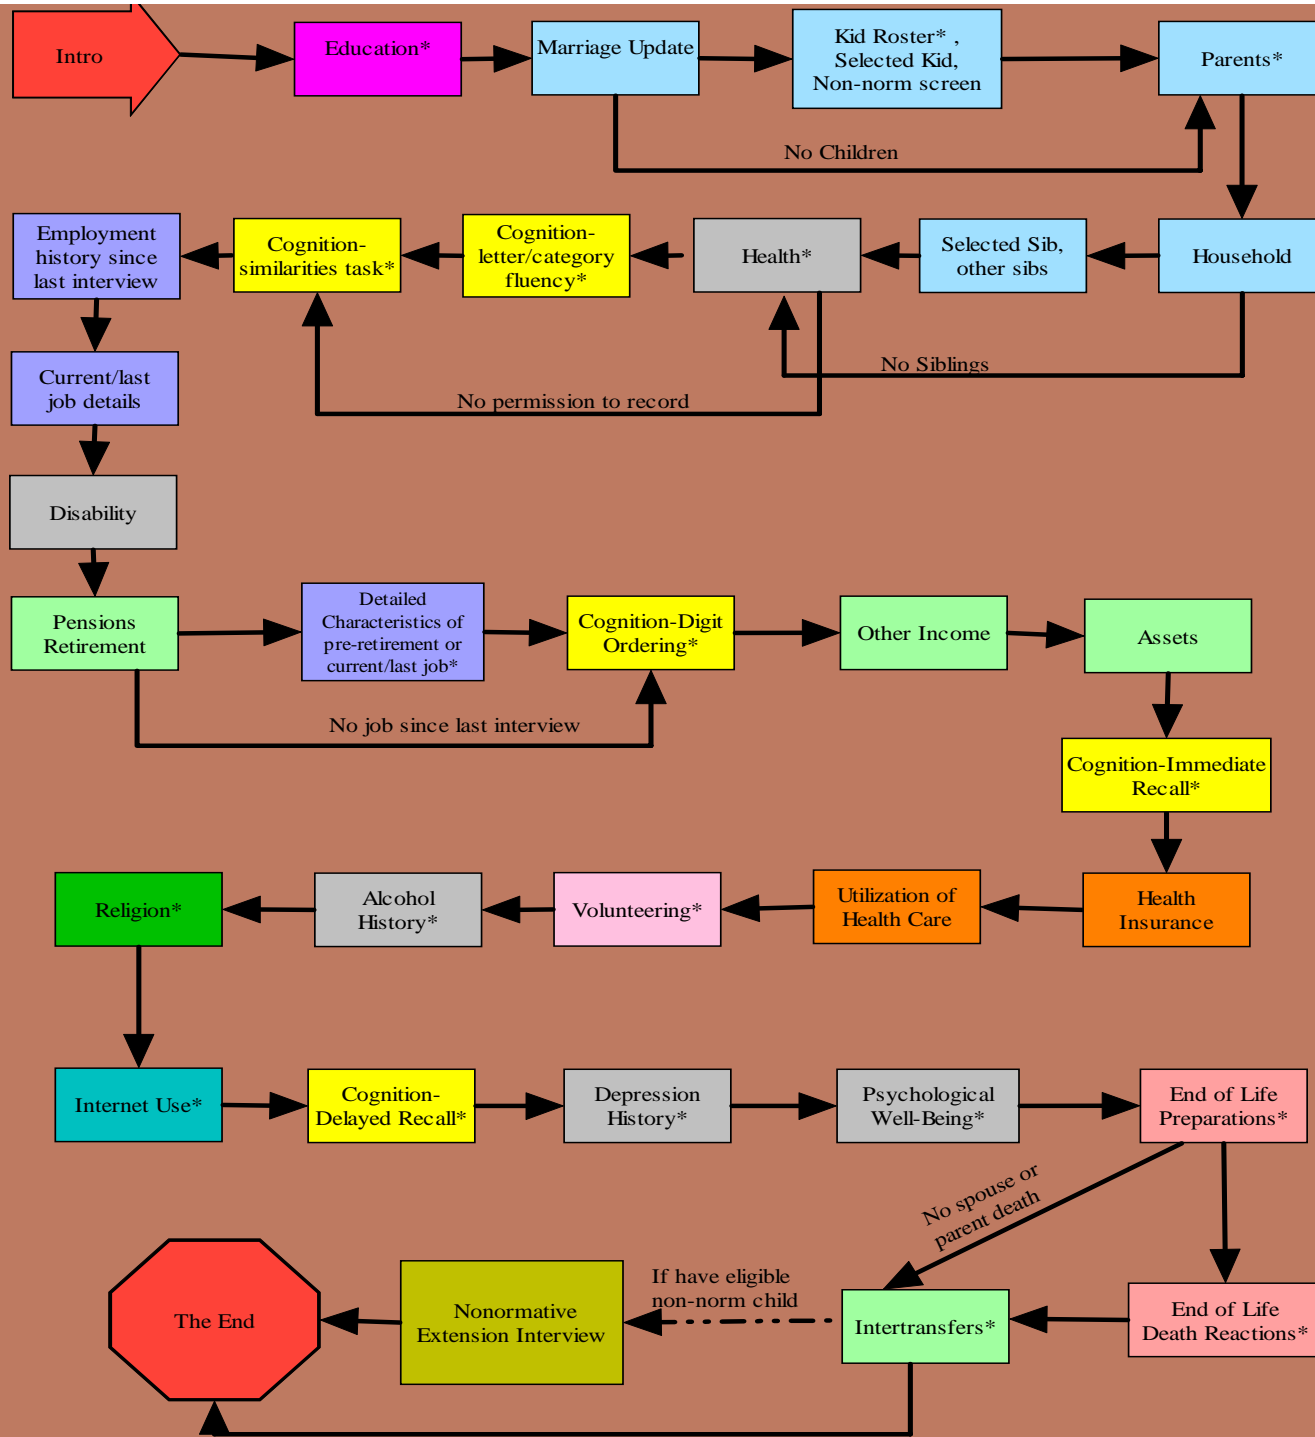 Intro
Education*
Marriage Update
Kid Roster* ,
Selected Kid,
Non-norm screen
Parents*
No Children
Employment
history since
last interview
Cognition-
similarities task*
Cognition-
letter/category
fluency*
Health*
Selected Sib,
other sibs
Household
No Siblings
No permission to record
Current/last
job details
Disability
Pensions
Retirement
Detailed
Characteristics of
pre-retirement or
current/last job*
Cognition-Digit
Ordering*
Other Income
Assets
No job since last interview
Cognition-Immediate
Recall*
Religion*
Alcohol
History*
Volunteering*
Utilization of
Health Care
Health
Insurance
Internet Use*
Cognition-
Delayed Recall*
Depression
History*
Psychological
Well-Being*
End of Life
Preparations*
No spouse or
parent death
The End
Nonormative
Extension Interview
If have eligible
non-norm child
Intertransfers*
End of Life
Death Reactions*